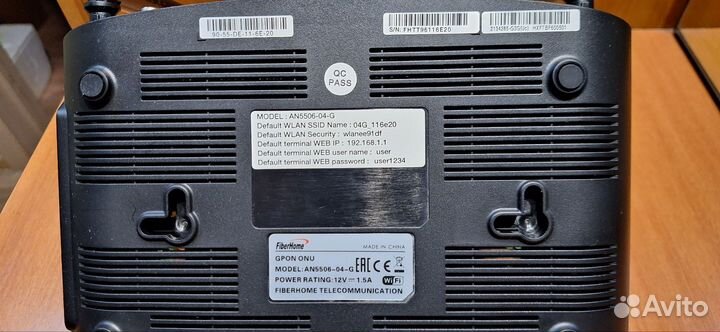 90-55-DE-11-6E-20
S/N: FHTT96116E20
QC
PASS
MODEL : AN5506-04-G
Default WLAN SSID Name : 04G_116e20
Default WLAN Security : wlanee91df
Default terminal WEB IP : 192.168.1.1
Default terminal WEB user name : user
Default terminal WEB password : user1234
FiberHome
MADE IN CHINA
GPON ONU
MODEL: AN5506-04-G
EAC CE
POWER RATING: 12V 1.5A
WiFi
FIBERHOME TELECOMMUNICATION
Avito